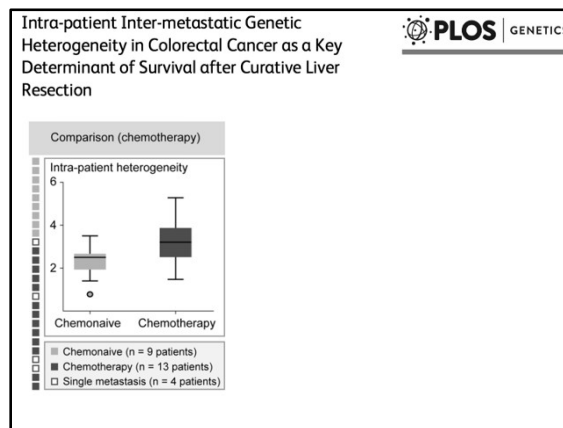 Intra-patient Inter-metastatic Genetic
Heterogeneity in Colorectal Cancer as a Key
Determinant of Survival after Curative Liver
Resection
PLOS | GENETICS
Comparison (chemotherapy)
Intra-patient heterogeneity
6
4
2
Chemonaive Chemotherapy
Chemonaive (n = 9 patients)
Chemotherapy (n = 13 patients)
Single metastasis (n = 4 patients)